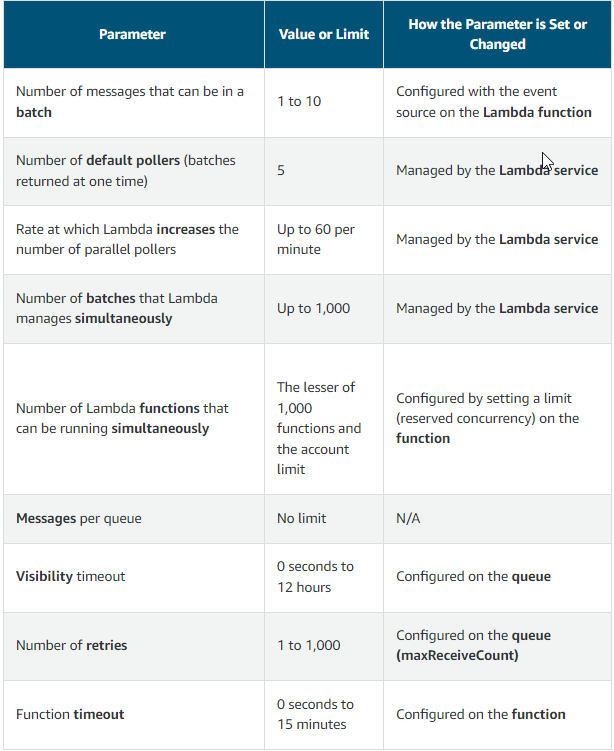 Parameter
Value or Limit
How the Parameter is Set or
Changed
Number of messages that can be in a
batch
1 to 10
Configured with the event
source on the Lambda function
Number of default pollers (batches
returned at one time)
5
Managed by the Lambda service
Rate at which Lambda increases the
number of parallel pollers
Up to 60 per
minute
Managed by the Lambda service
Number of batches that Lambda
manages simultaneously
Up to 1,000
Managed by the Lambda service
Number of Lambda functions that
can be running simultaneously
The lesser of
1,000
functions and
the account
limit
Configured by setting a limit
(reserved concurrency) on the
function
Messages per queue
No limit
N/A
Visibility timeout
0 seconds to
12 hours
Configured on the queue
Number of retries
1 to 1,000
Configured on the queue
(maxReceiveCount)
Function timeout
0 seconds to
15 minutes
Configured on the function